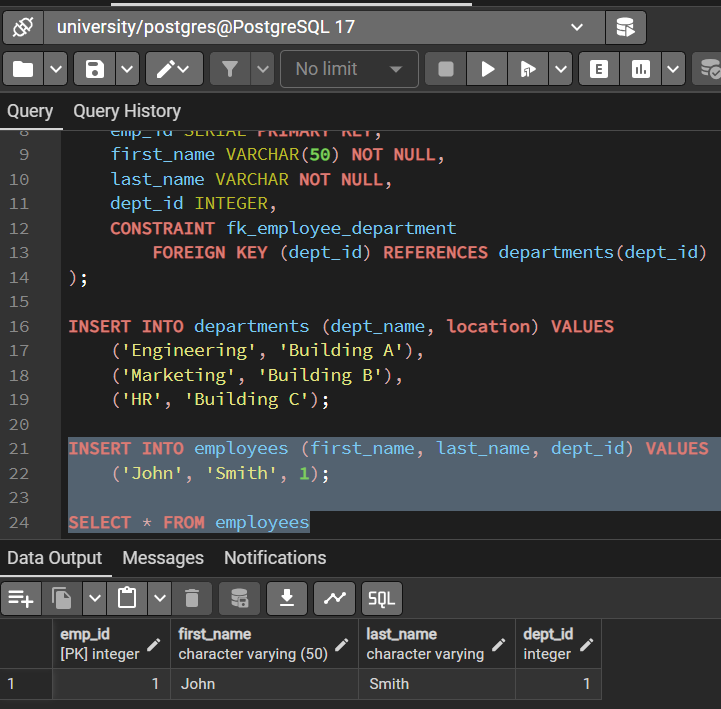 university/postgres@PostgreSQL 17
No limit
E
Query Query History
8 emp_id SERIAL PRIMARY KEY,
9 first_name VARCHAR(50) NOT NULL,
10 last_name VARCHAR NOT NULL,
11 dept_id INTEGER,
12 CONSTRAINT fk_employee_department
13 FOREIGN KEY (dept_id) REFERENCES departments(dept_id)
14 );
15
16 INSERT INTO departments (dept_name, location) VALUES
17 ('Engineering', 'Building A'),
18 ('Marketing', 'Building B'),
19 ('HR', 'Building C');
20
21 INSERT INTO employees (first_name, last_name, dept_id) VALUES
22 ('John', 'Smith', 1);
23
24 SELECT * FROM employees
Data Output Messages Notifications
SQL
emp_id first_name last_name dept_id
[PK] integer character varying (50) character varying integer
1 1 John Smith 1